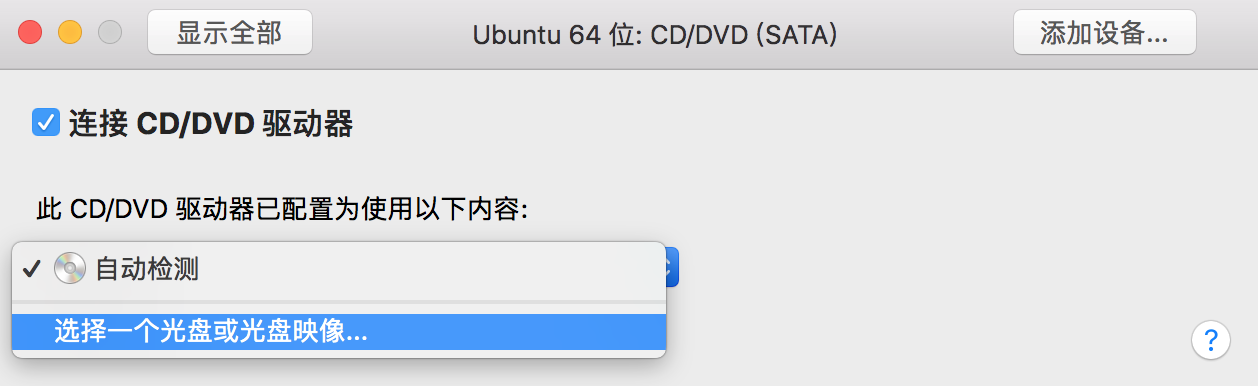 显示全部 Ubuntu 64 位: CD/DVD (SATA) 添加设备...
连接 CD/DVD 驱动器
此 CD/DVD 驱动器已配置为使用以下内容:
自动检测
选择一个光盘或光盘映像...
?